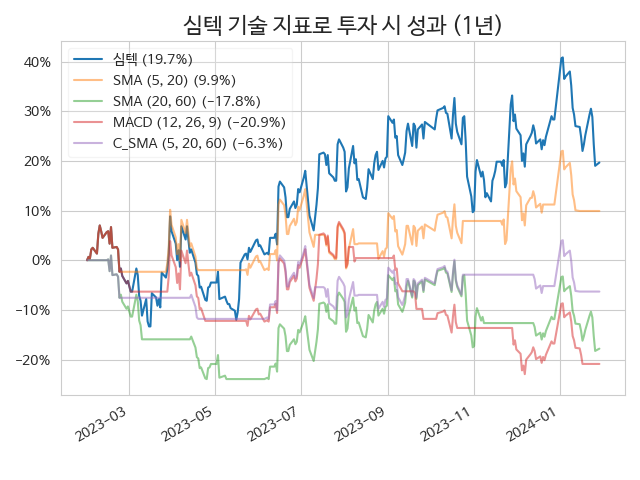 심텍 기술 지표로 투자 시 성과 (1년)
심텍 (19.7%)
SMA (5, 20) (9.9%)
SMA (20, 60) (−17.8%)
MACD (12, 26, 9) (−20.9%)
C_SMA (5, 20, 60) (−6.3%)
40%
30%
20%
10%
0%
−10%
−20%
2023−03
2023−05
2023−07
2023−09
2023−11
2024−01